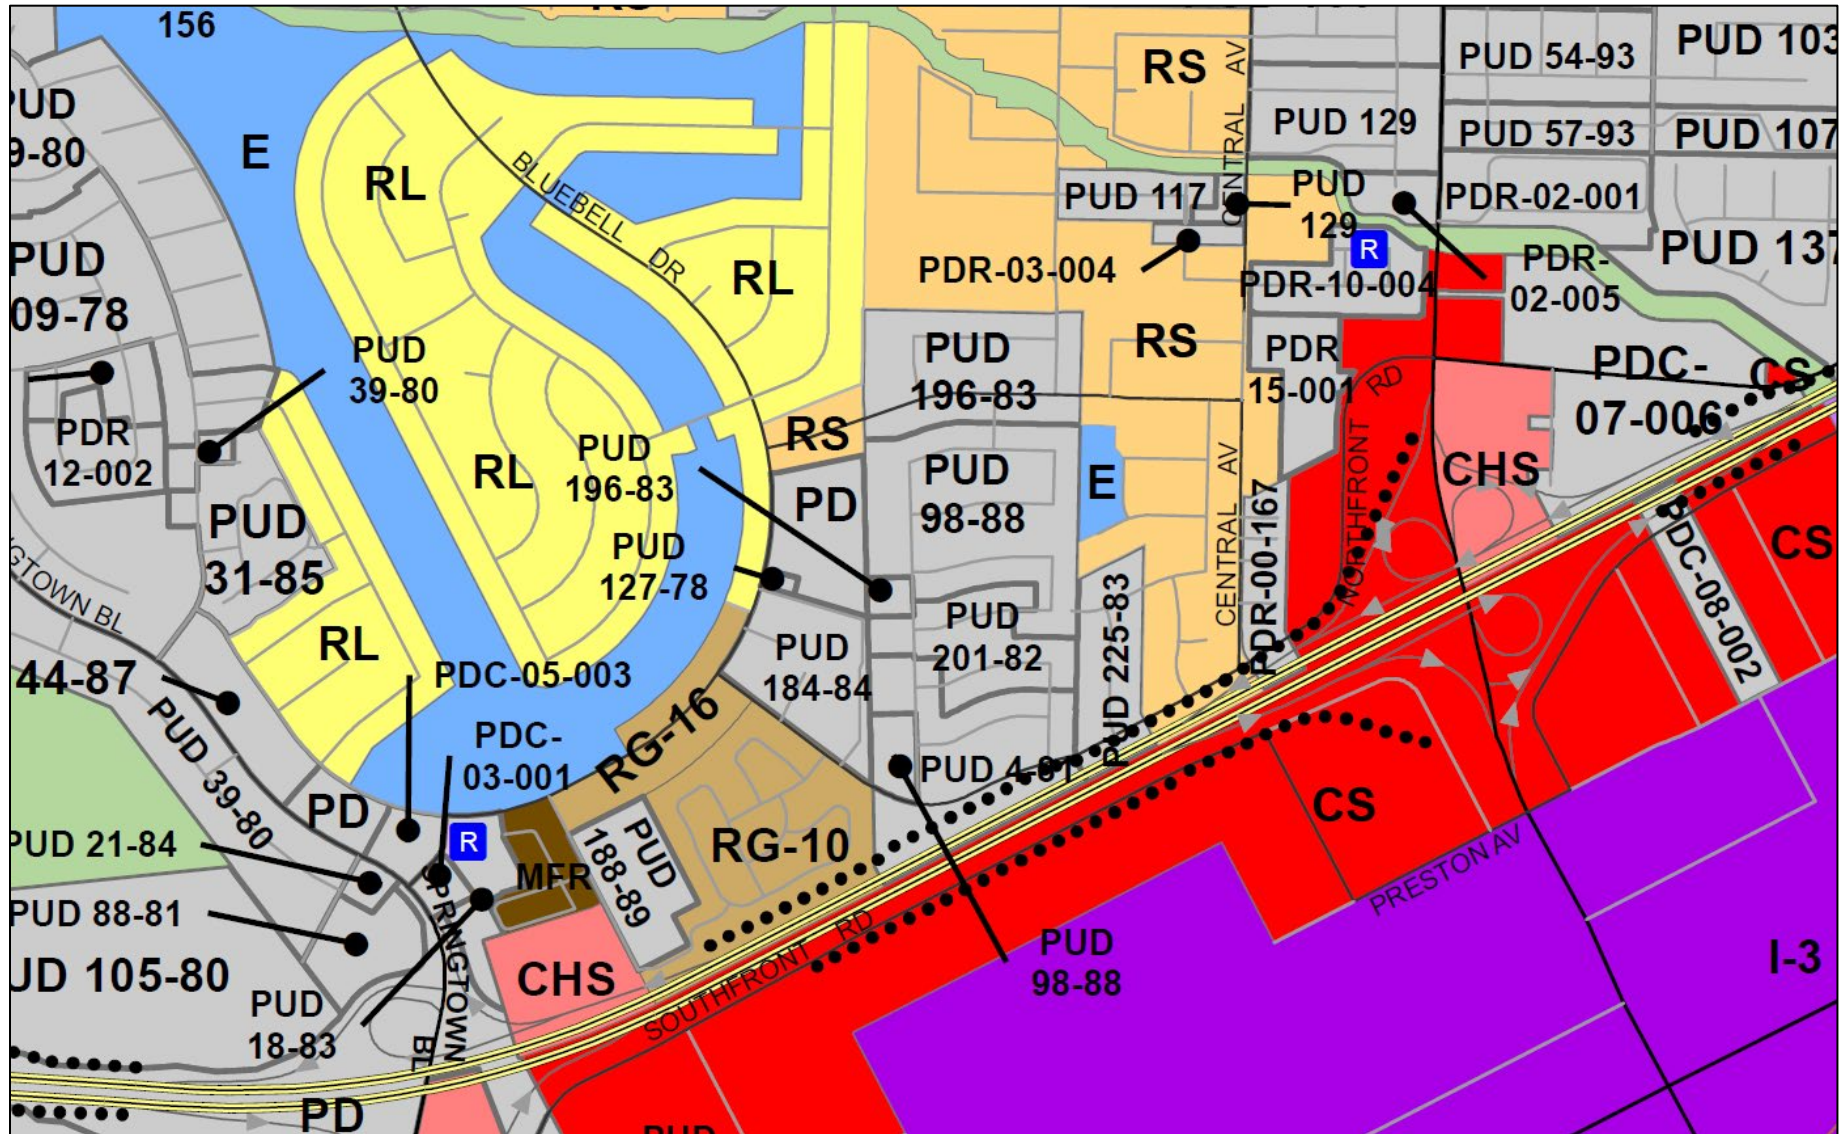 RS
156
PUD
9-80
E
RL
BLUEBELL DR
RL
RS
CENTRAL AV
PUD 54-93
PUD 103
PUD 129
PUD 57-93
PUD 107
PUD 117
PUD
129
PDR-02-001
R
PUD 137
PUD
09-78
PDR-03-004
PDR-10-004
PDR-
02-005
PUD
39-80
PUD
196-83
RS
PDR
15-001
NORTHFRONT RD
PDC-
07-006
CS
PDR
12-002
RL
PUD
196-83
RS
PD
PUD
98-88
E
CENTRAL AV
PDR-00-167
CHS
CS
PUD
31-85
PUD
127-78
PUD 225-83
PDC-08-002
GTOWN BL
RL
PUD
184-84
PUD
201-82
44-87
PDC-05-003
PUD 39-80
PDC-
03-001
RG-16
PUD 4-81
CS
PD
R
MFR
PUD
188-89
RG-10
PRESTON AV
PUD 21-84
PUD 88-81
UD 105-80
SPRINGTOWN
BL
CHS
SOUTHFRONT RD
PUD
98-88
I-3
PUD
18-83
PD
PUD